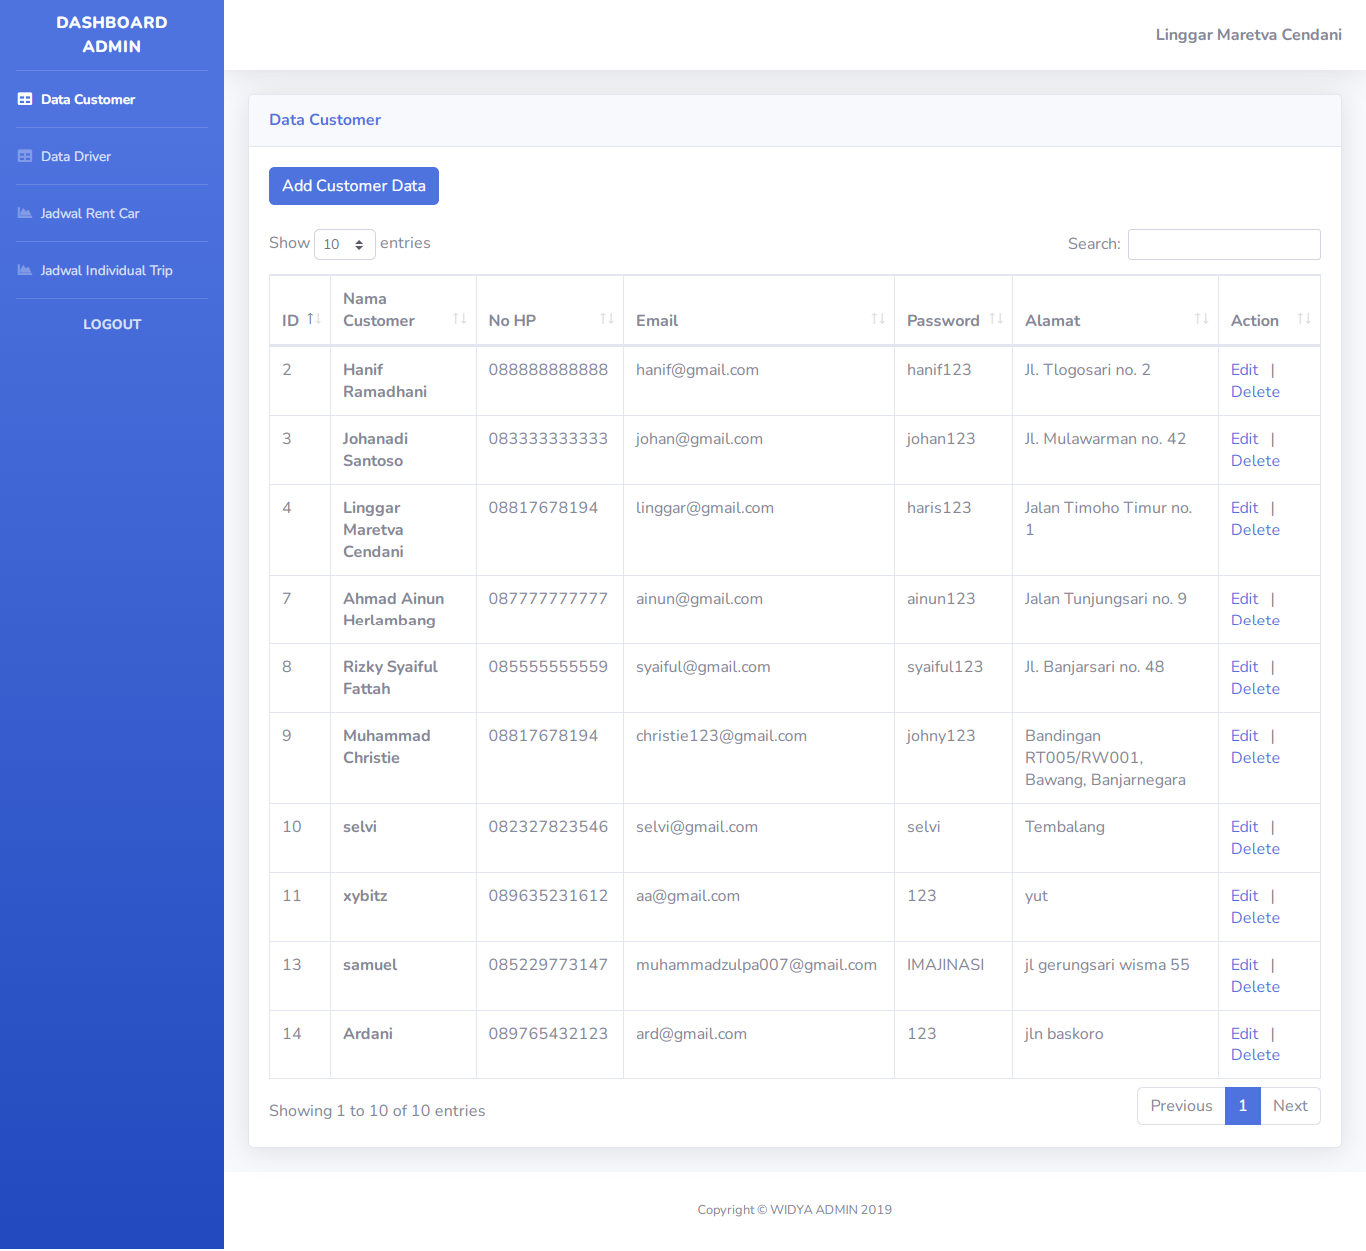 DASHBOARD
ADMIN
Data Customer
Data Driver
Jadwal Rent Car
Jadwal Individual Trip
LOGOUT
Linggar Maretva Cendani
Data Customer
Add Customer Data
Show 10 entries
Search:
ID Nama Customer No HP Email Password Alamat Action
2 Hanif Ramadhani 088888888888 hanif@gmail.com hanif123 Jl. Tlogosari no. 2 Edit | Delete
3 Johanadi Santoso 083333333333 johan@gmail.com johan123 Jl. Mulawarman no. 42 Edit | Delete
4 Linggar Maretva Cendani 08817678194 linggar@gmail.com haris123 Jalan Timoho Timur no. 1 Edit | Delete
7 Ahmad Ainun Herlambang 087777777777 ainun@gmail.com ainun123 Jalan Tunjungsari no. 9 Edit | Delete
8 Rizky Syaiful Fattah 085555555559 syaiful@gmail.com syaiful123 Jl. Banjarsari no. 48 Edit | Delete
9 Muhammad Christie 08817678194 christie123@gmail.com johny123 Bandingan RT005/RW001, Bawang, Banjarnegara Edit | Delete
10 selvi 082327823546 selvi@gmail.com selvi Tembalang Edit | Delete
11 xybitz 089635231612 aa@gmail.com 123 yut Edit | Delete
13 samuel 085229773147 muhammadzulpa007@gmail.com IMAJINASI jl gerungsari wisma 55 Edit | Delete
14 Ardani 089765432123 ard@gmail.com 123 jln baskoro Edit | Delete
Showing 1 to 10 of 10 entries
Previous 1 Next
Copyright © WIDYA ADMIN 2019